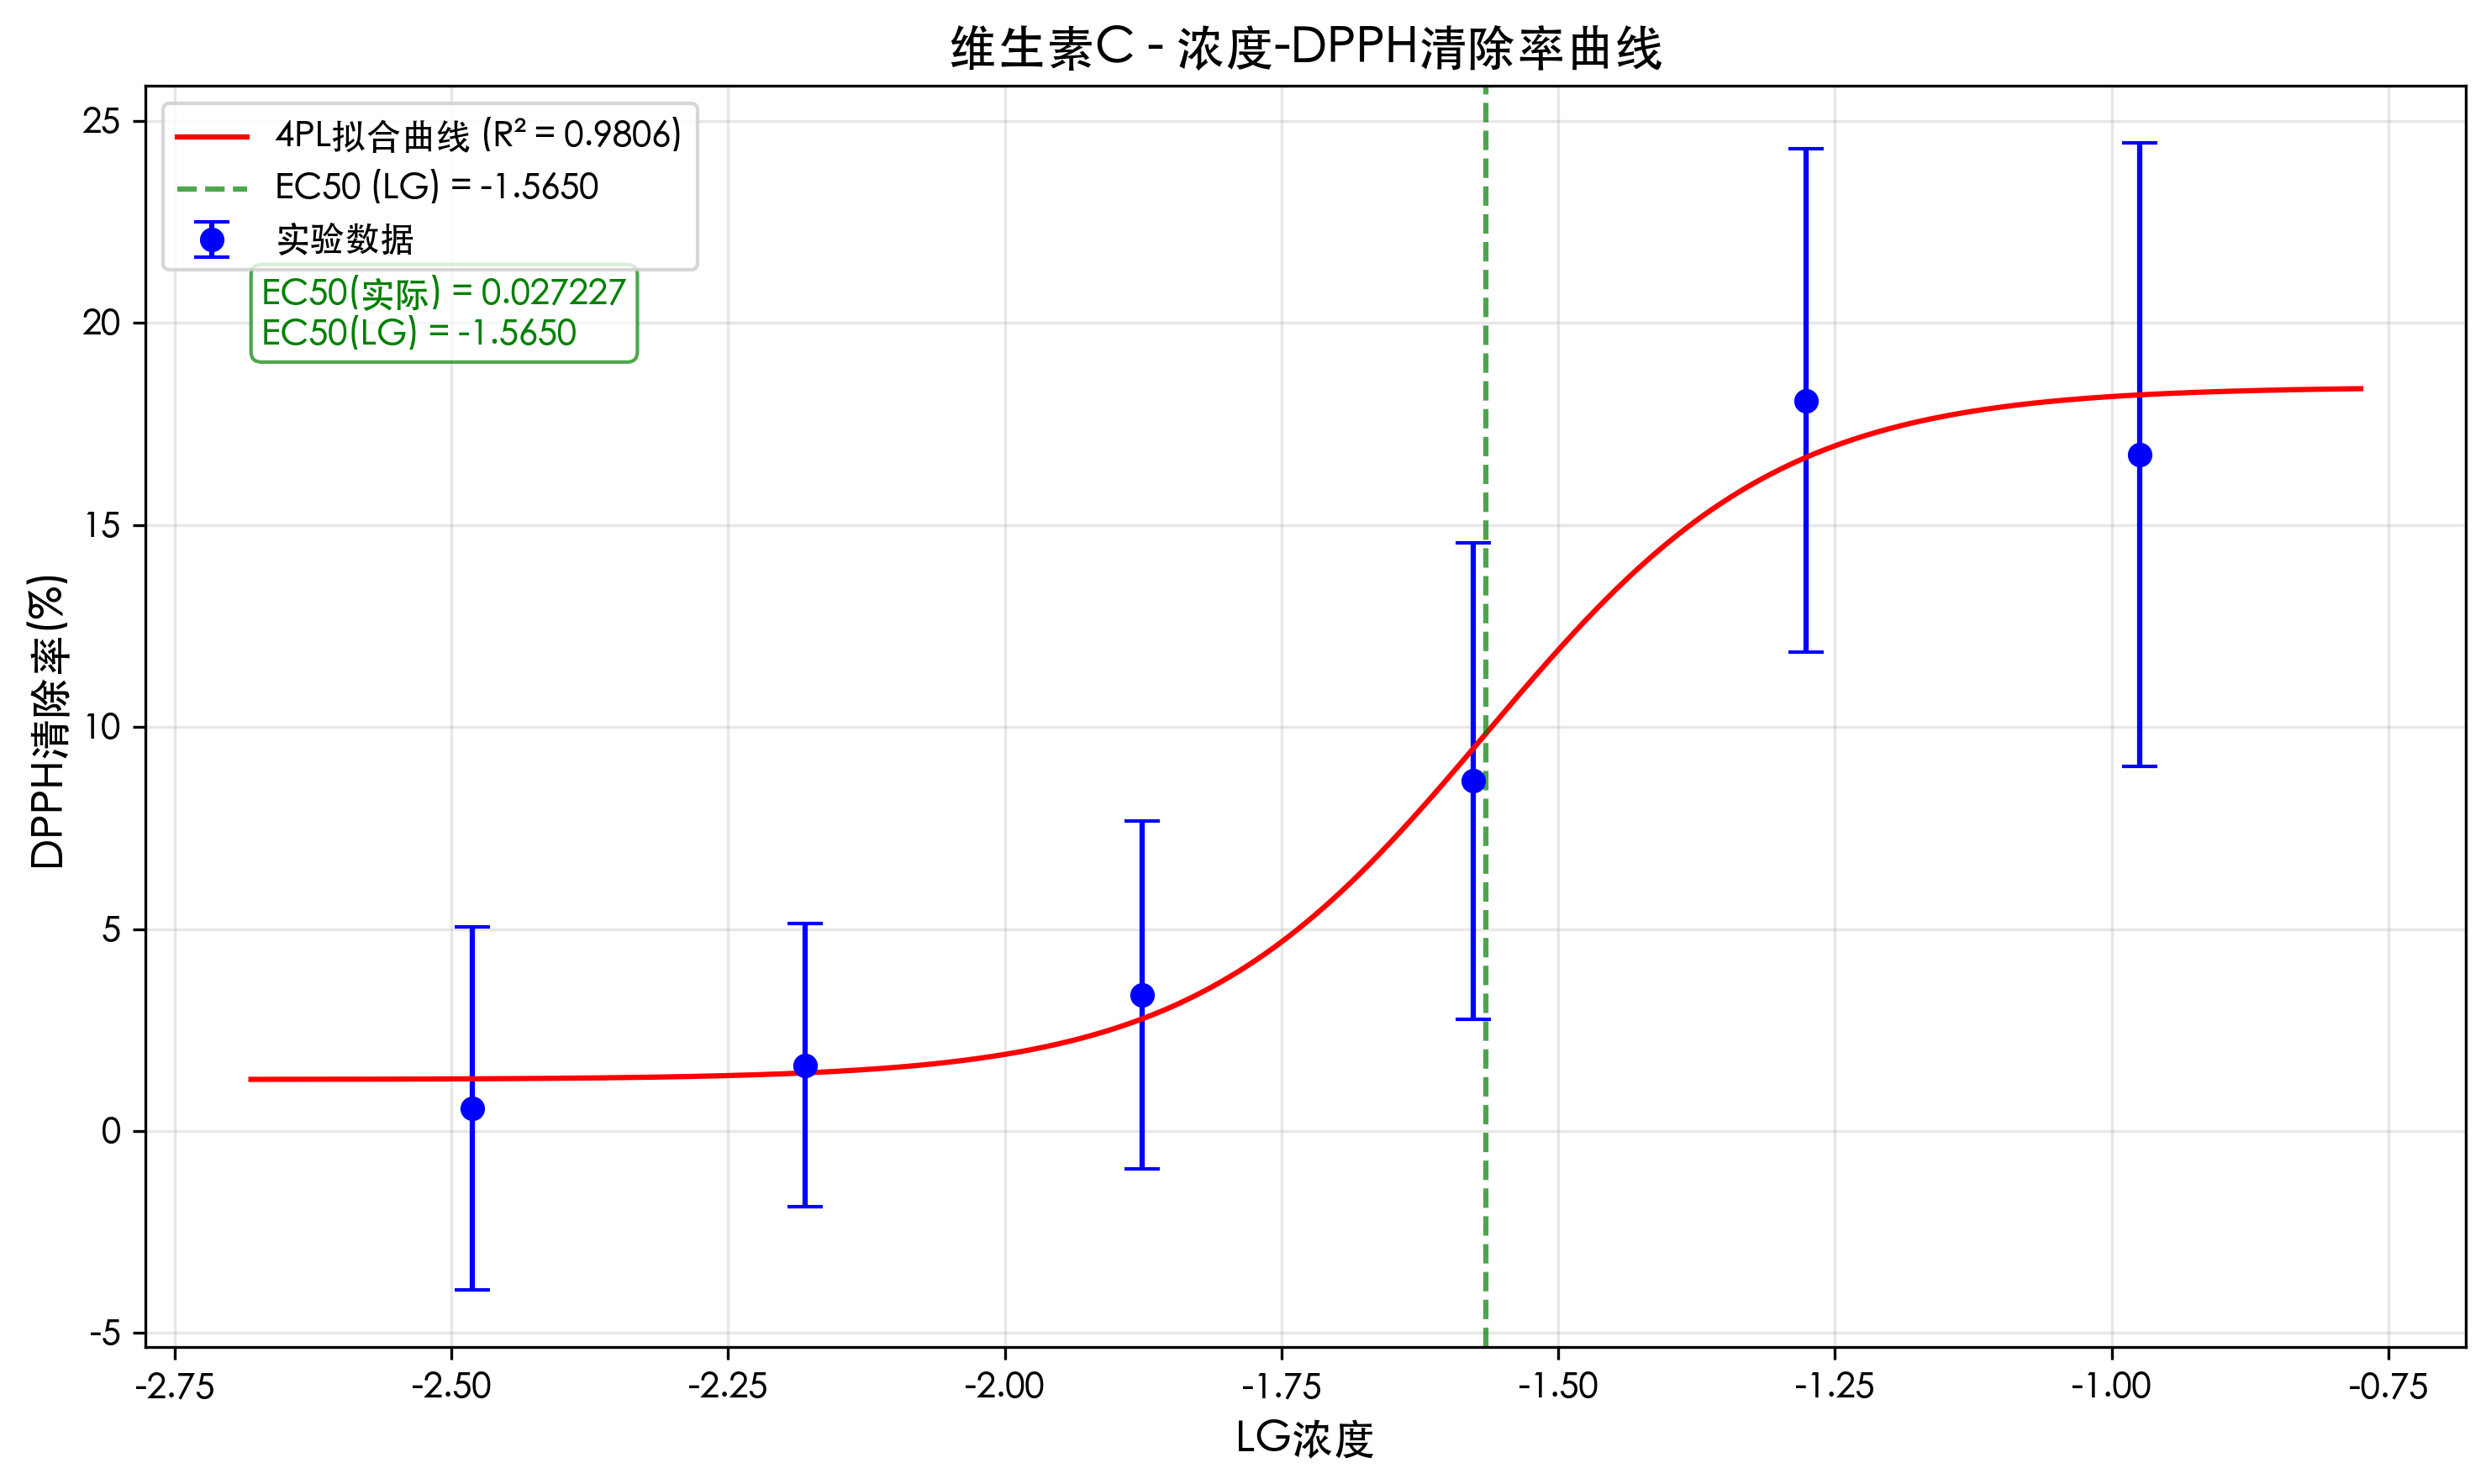 维生素C - 浓度-DPPH清除率曲线
4PL拟合曲线 (R² = 0.9806)
EC50 (LG) = -1.5650
实验数据
EC50(实际) = 0.027227
EC50(LG) = -1.5650
DPPH清除率(%)
25
20
15
10
5
0
-5
-2.75
-2.50
-2.25
-2.00
-1.75
-1.50
-1.25
-1.00
-0.75
LG浓度